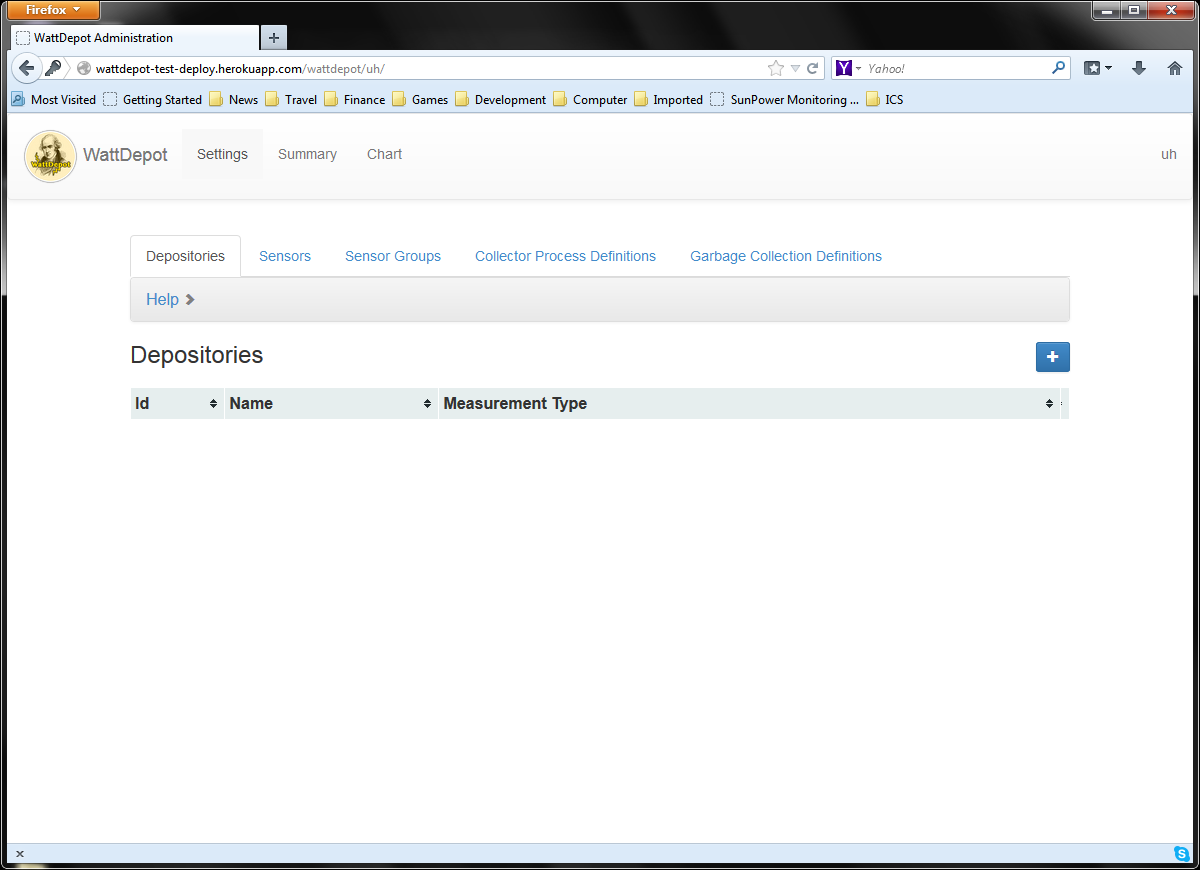 Firefox
WattDepot Administration
wattdepot-test-deploy.herokuapp.com/wattdepot/uh/
Y Yahoo!
Most Visited Getting Started News Travel Finance Games Development Computer Imported SunPower Monitoring ... ICS
WattDepot WattDepot Settings Summary Chart uh
Depositories Sensors Sensor Groups Collector Process Definitions Garbage Collection Definitions
Help
Depositories
Id Name Measurement Type